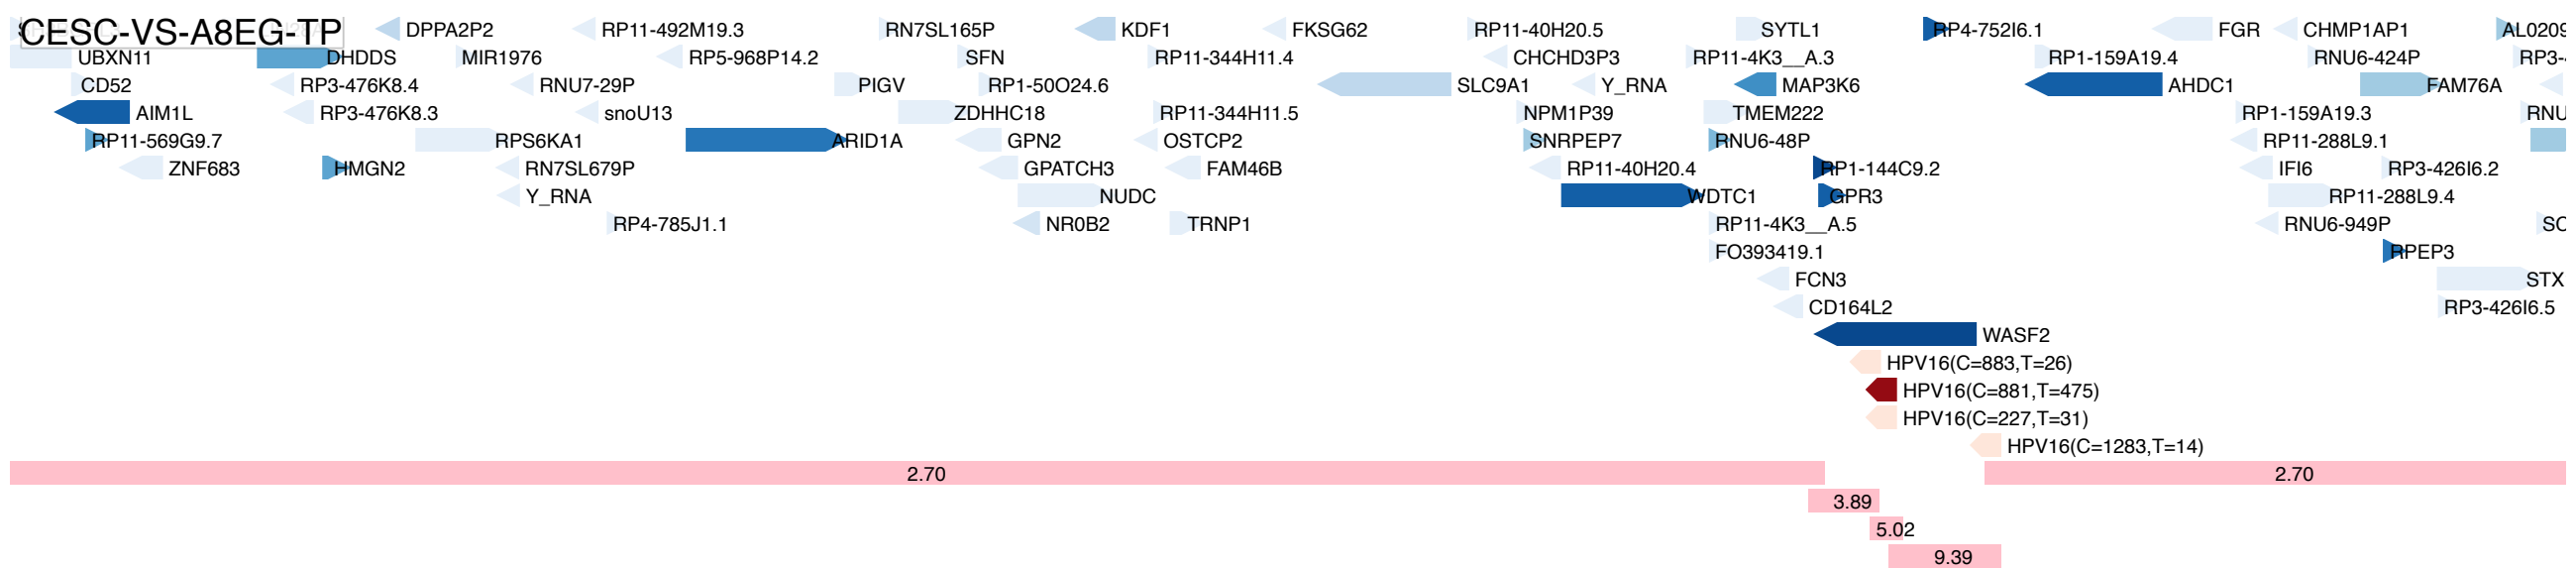 CESC-VS-A8EG-TP
DPPA2P2 RP11-492M19.3 RN7SL165P KDF1 FKSG62 RP11-40H20.5 SYTL1 RP4-752I6.1 FGR CHMP1AP1 AL0209
UBXN11 DHDDS MIR1976 RP5-968P14.2 SFN RP11-344H11.4 CHCHD3P3 RP11-4K3__A.3 RP1-159A19.4 RNU6-424P RP3-
CD52 RP3-476K8.4 RNU7-29P PIGV RP1-50O24.6 SLC9A1 Y_RNA MAP3K6 AHDC1 FAM76A
AIM1L RP3-476K8.3 snoU13 ZDHHC18 RP11-344H11.5 NPM1P39 TMEM222 RP1-159A19.3 RNU
RP11-569G9.7 RPS6KA1 ARID1A GPN2 OSTCP2 SNRPEP7 RNU6-48P RP11-288L9.1
ZNF683 HMGN2 RN7SL679P GPATCH3 FAM46B RP11-40H20.4 RP1-144C9.2 IFI6 RP3-426I6.2
Y_RNA NUDC WDTC1 GPR3 RP11-288L9.4
RP4-785J1.1 NR0B2 TRNP1 RP11-4K3__A.5 RNU6-949P SC
FO393419.1 RPEP3
FCN3 STX
CD164L2 RP3-426I6.5
WASF2
HPV16(C=883,T=26)
HPV16(C=881,T=475)
HPV16(C=227,T=31)
HPV16(C=1283,T=14)
2.70 2.70
3.89
5.02
9.39